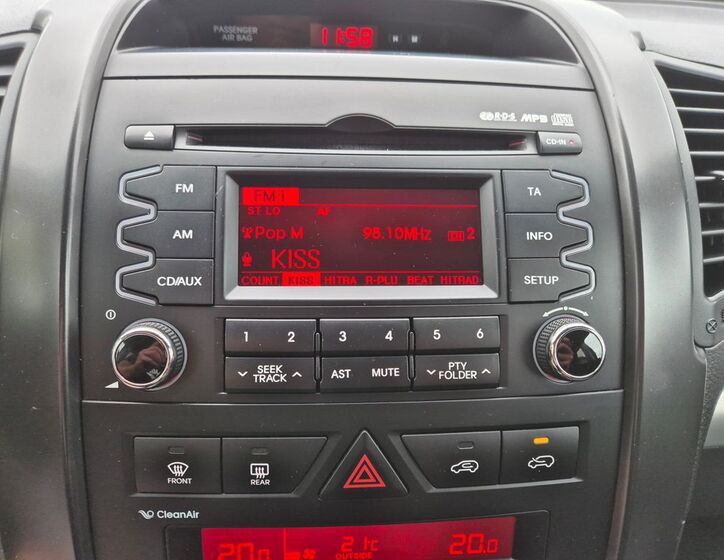 PASSENGER
AIR BAG
11:58
R·D·S MP3
CD-IN
FM
AM
CD/AUX
FM1
ST LO AF
Pop M 98.10MHz CH 2
KISS
COUNT KISS HITRA R-PLU BEAT HITRAD
TA
INFO
SETUP
1 2 3 4 5 6
SEEK
TRACK
AST MUTE
PTY
FOLDER
FRONT
REAR
CleanAir
20.0
21c
OUTSIDE
20.0